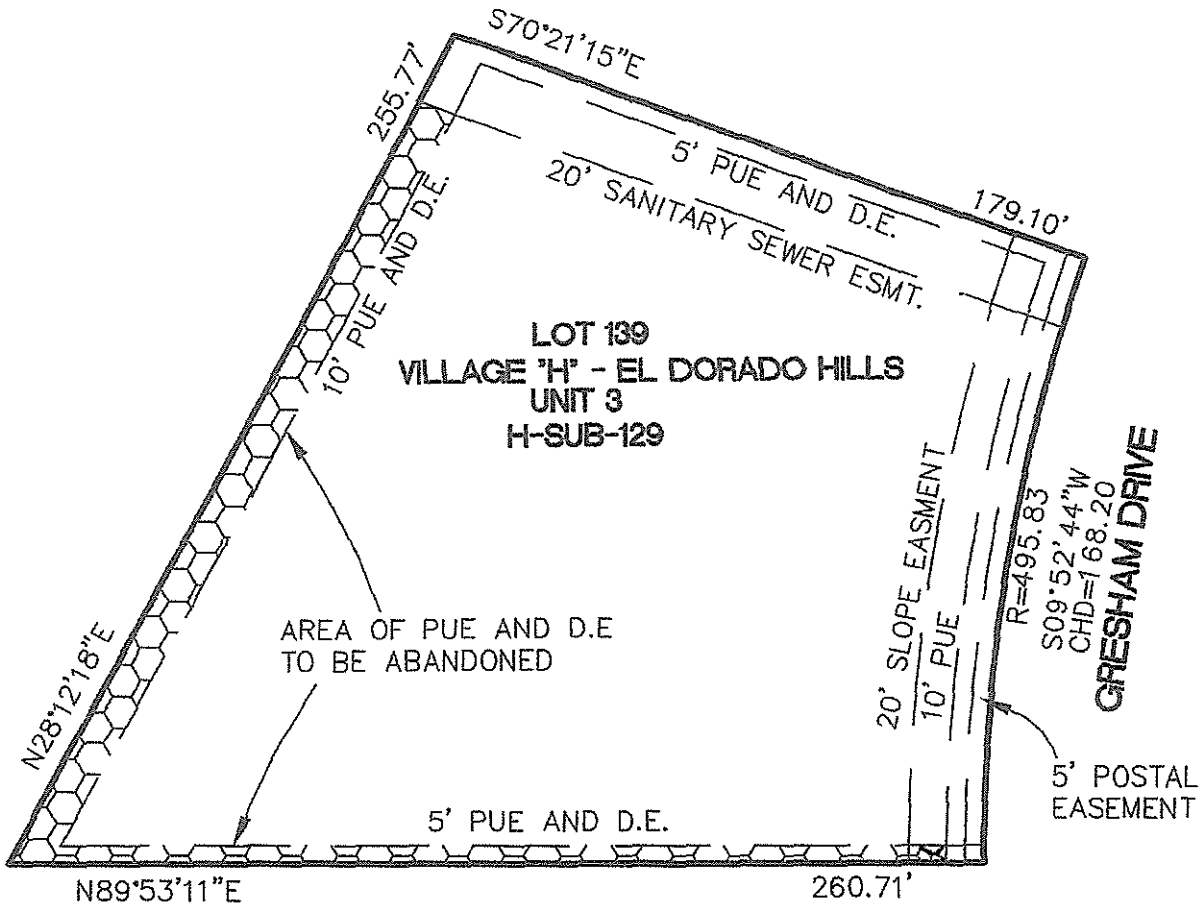 S70°21'15"E
255.77'
5' PUE AND D.E.
179.10'
20' SANITARY SEWER ESMT.
10' PUE AND D.E.
LOT 139
VILLAGE "H" - EL DORADO HILLS
UNIT 3
H-SUB-129
20' SLOPE EASMENT
10' PUE
R=495.83
S09°52'44"W
CHD=168.20
GRESHAM DRIVE
AREA OF PUE AND D.E
TO BE ABANDONED
N28°12'18"E
5' POSTAL
EASEMENT
5' PUE AND D.E.
N89°53'11"E
260.71'